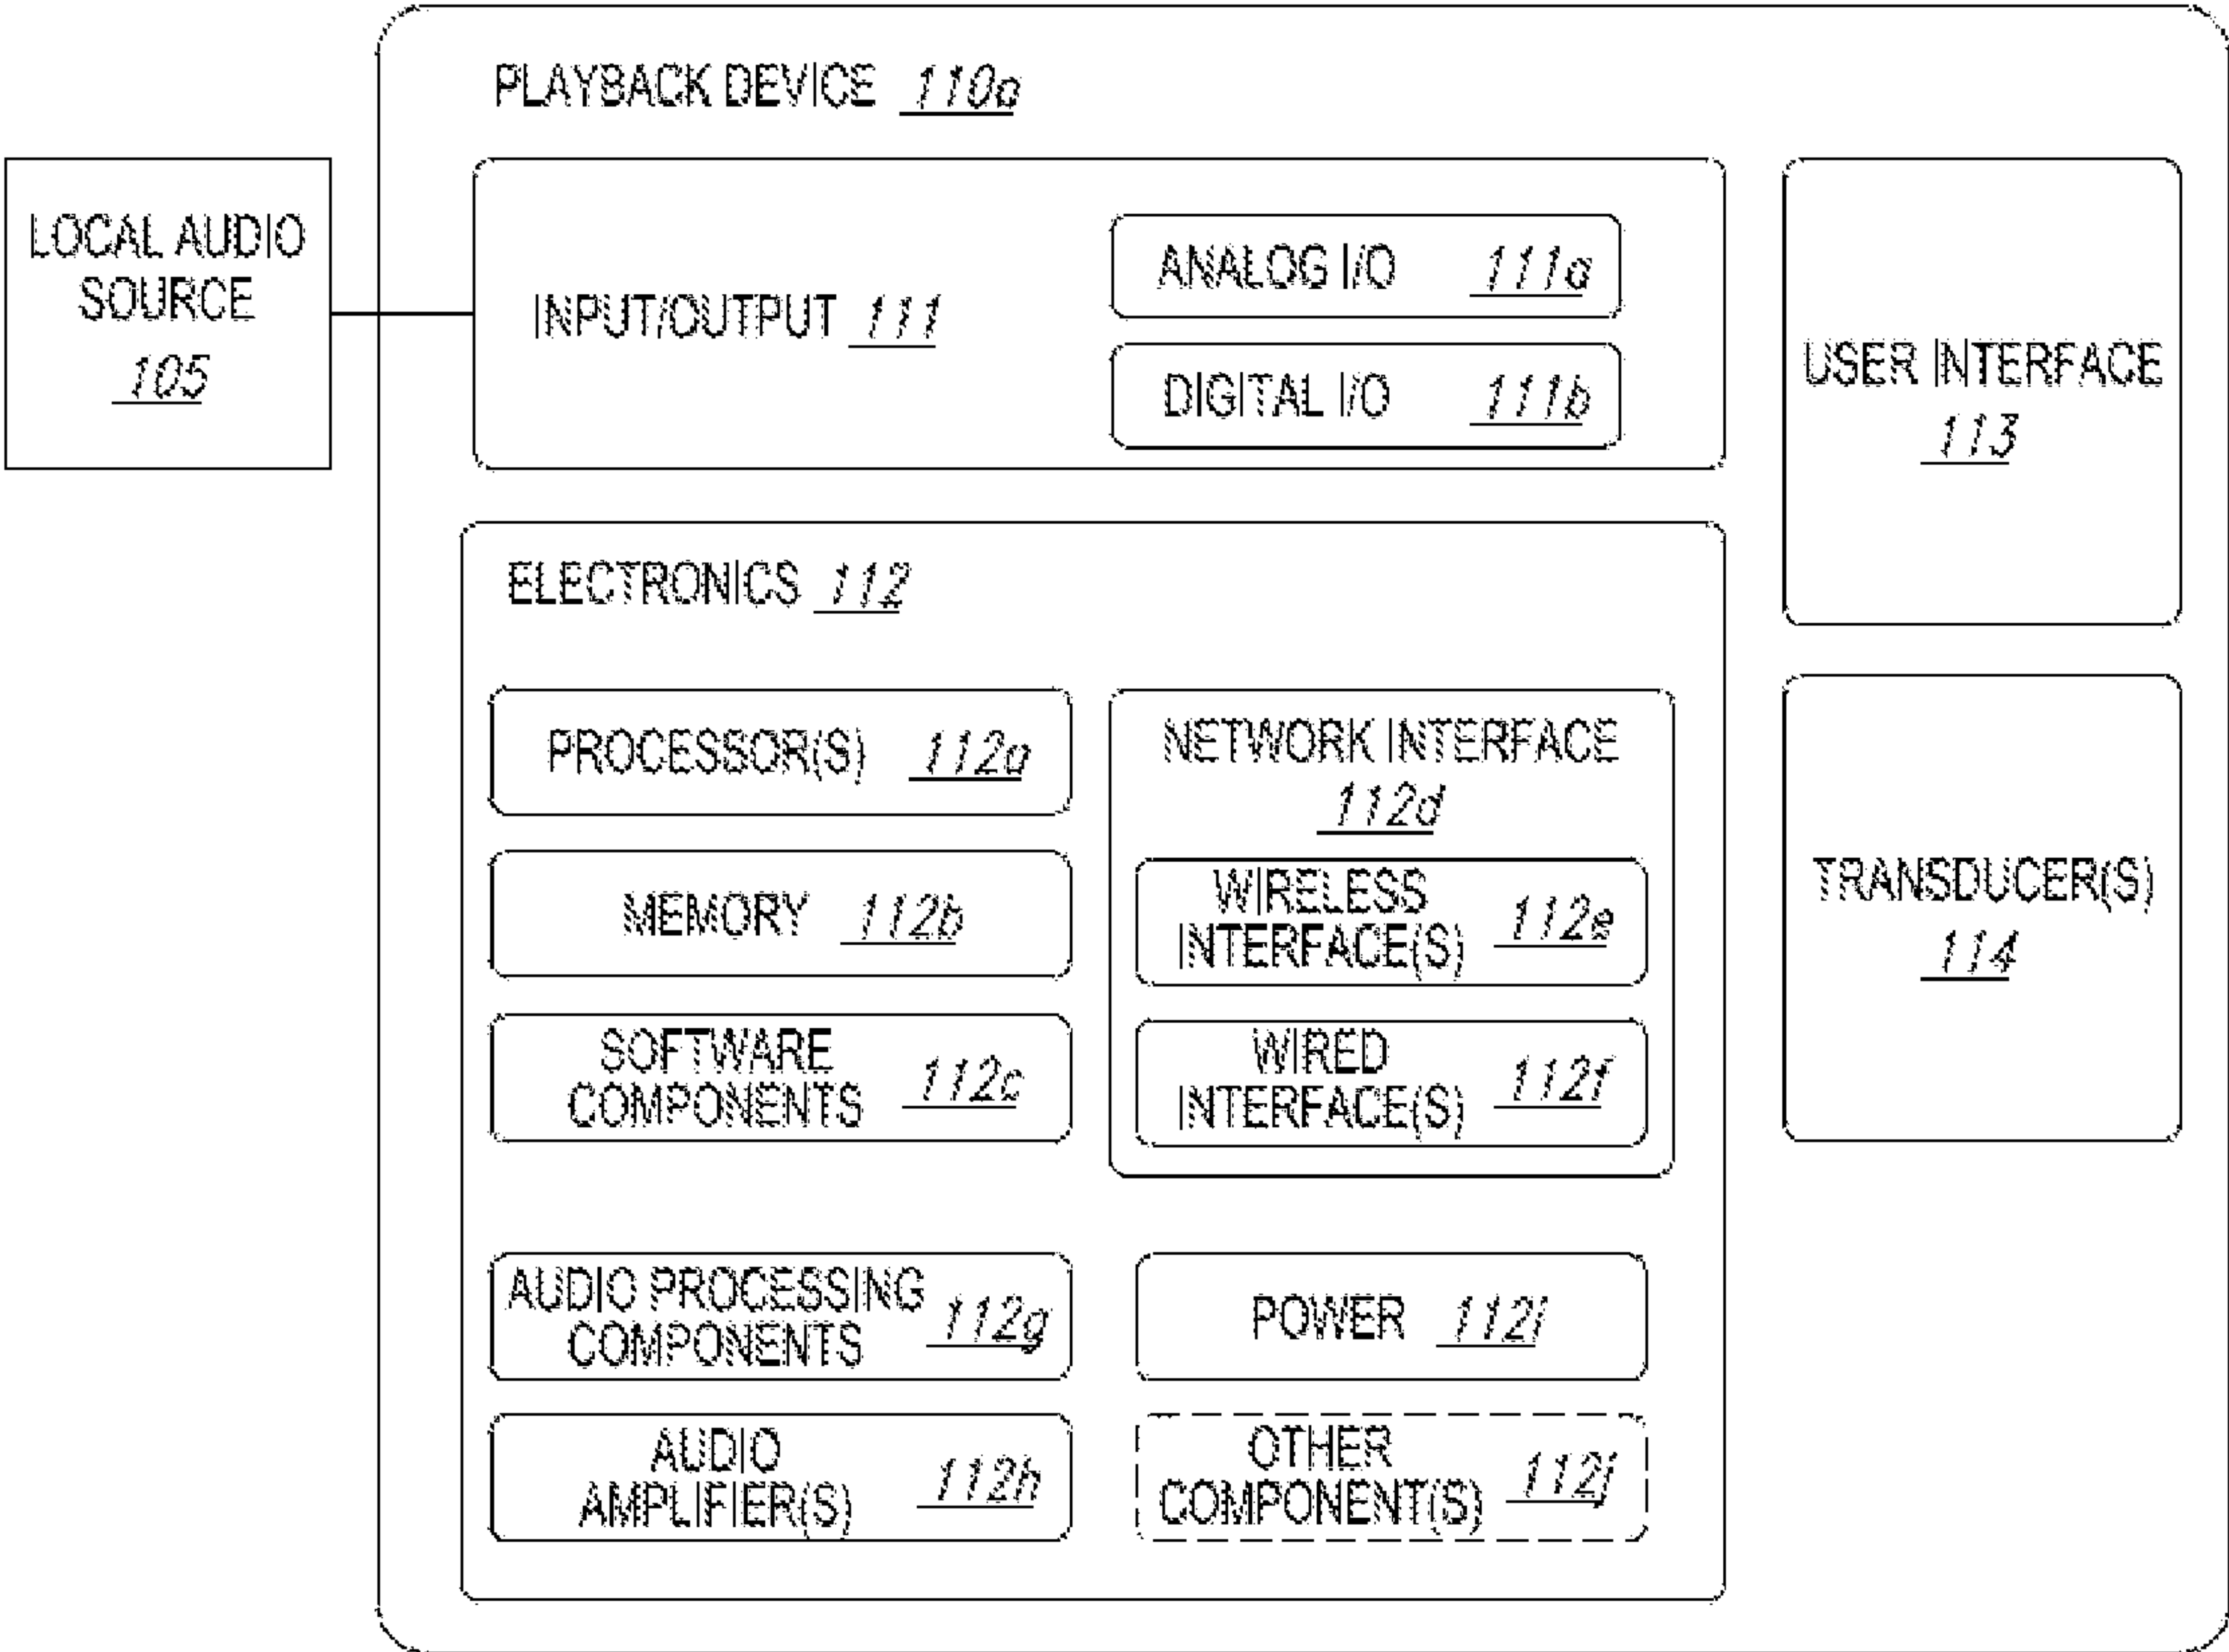 PLAYBACK DEVICE 110a
LOCAL AUDIO
SOURCE
105
INPUT/OUTPUT 111
ANALOG I/O 111a
DIGITAL I/O 111b
USER INTERFACE
113
ELECTRONICS 112
PROCESSOR(S) 112a
MEMORY 112b
SOFTWARE
COMPONENTS 112c
NETWORK INTERFACE
112d
WIRELESS
INTERFACE(S) 112e
WIRED
INTERFACE(S) 112f
TRANSDUCER(S)
114
AUDIO PROCESSING
COMPONENTS 112g
POWER 112i
AUDIO
AMPLIFIER(S) 112h
OTHER
COMPONENT(S) 112j